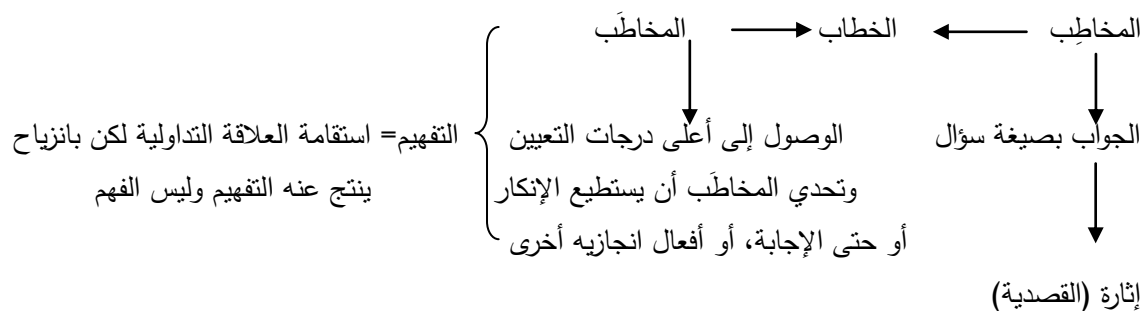 المخاطِب الخطاب المخاطَب
الجواب بصيغة سؤال الوصول إلى أعلى درجات التعيين التفهيم= استقامة العلاقة التداولية لكن بانزياح
وتحدي المخاطَب أن يستطيع الإنكار ينتج عنه التفهيم وليس الفهم
أو حتى الإجابة، أو أفعال انجازيه أخرى
إثارة (القصدية)